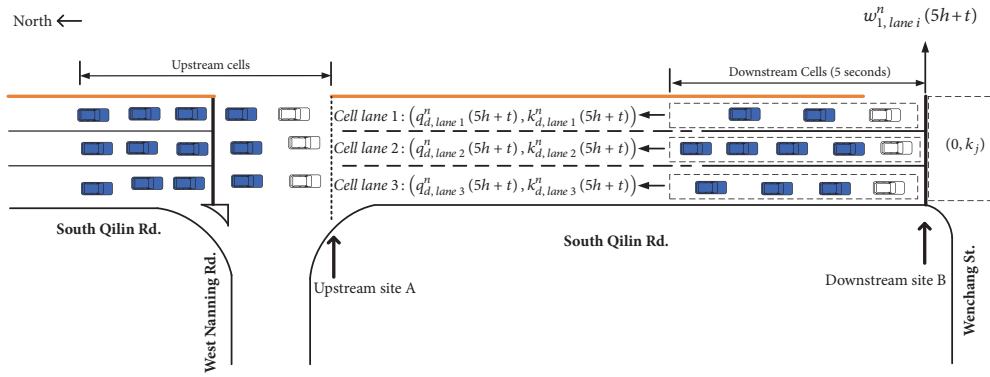 North
w^n_{1, lane i} (5h + t)
Upstream cells
Downstream Cells (5 seconds)
Cell lane 1 : (q^n_{d, lane 1} (5h + t) , k^n_{d, lane 1} (5h + t))
Cell lane 2 : (q^n_{d, lane 2} (5h + t) , k^n_{d, lane 2} (5h + t))
Cell lane 3 : (q^n_{d, lane 3} (5h + t) , k^n_{d, lane 3} (5h + t))
(0, k_j)
South Qilin Rd.
South Qilin Rd.
West Nanning Rd.
Upstream site A
Downstream site B
Wenchang St.